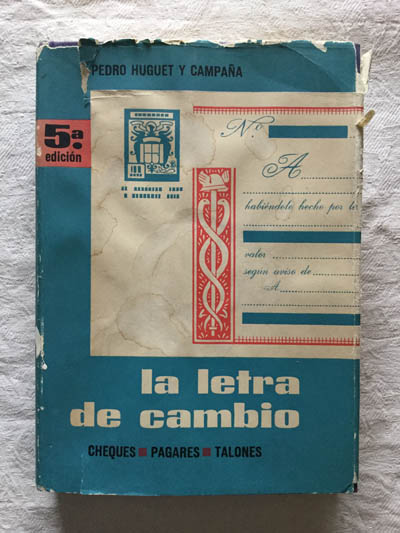 PEDRO HUGUET Y CAMPAÑA
5.ª
edición
N.º
A
habiéndole hecho por le
valor
según aviso de
A
la letra
de cambio
CHEQUES ■ PAGARES ■ TALONES